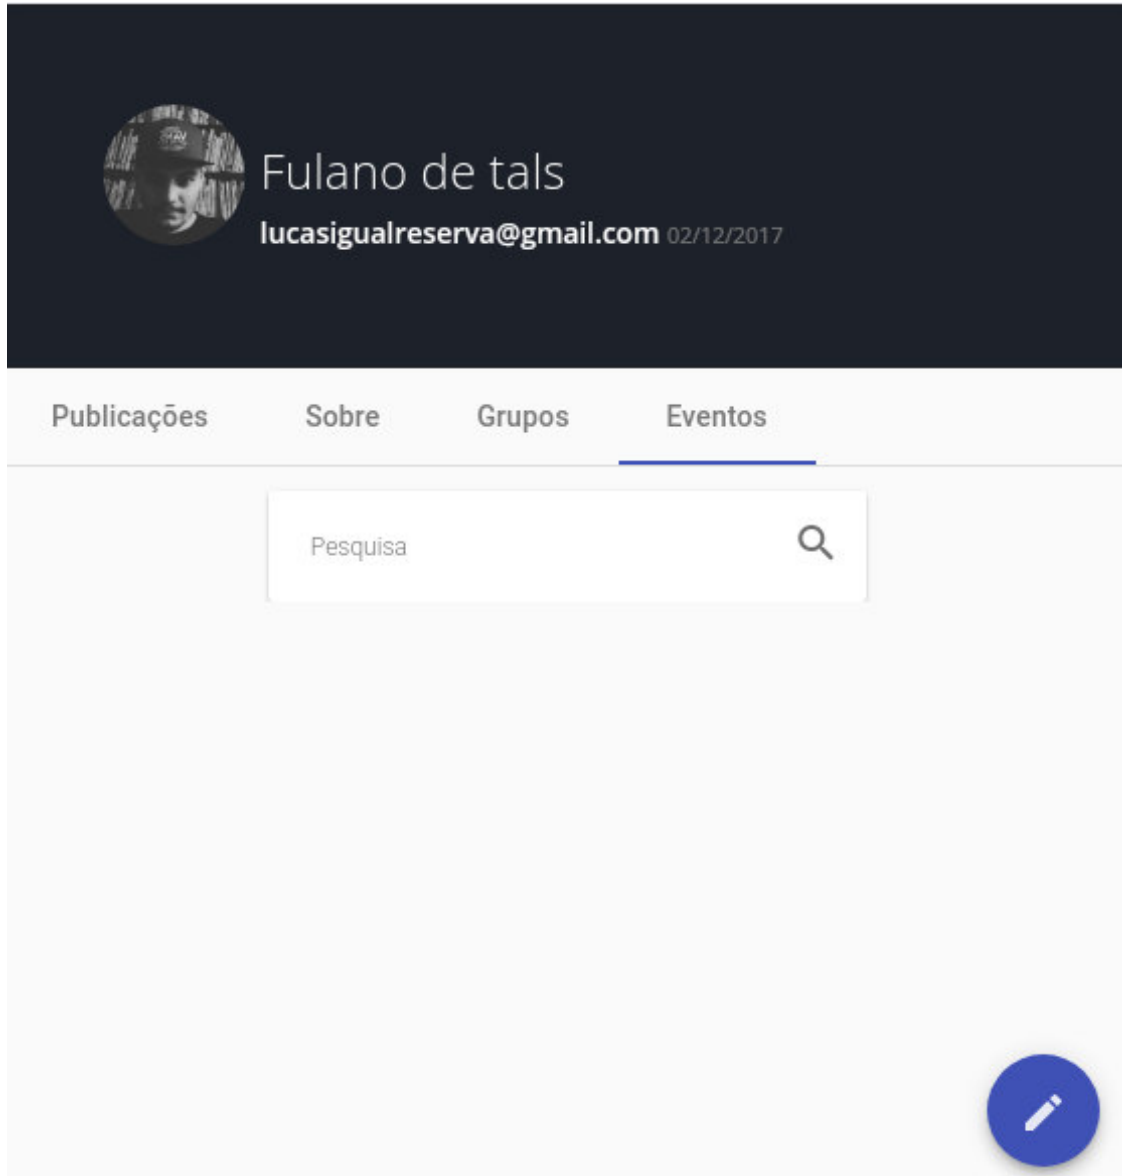 Fulano de tals
lucasigualreserva@gmail.com 02/12/2017
Publicações Sobre Grupos Eventos
Pesquisa